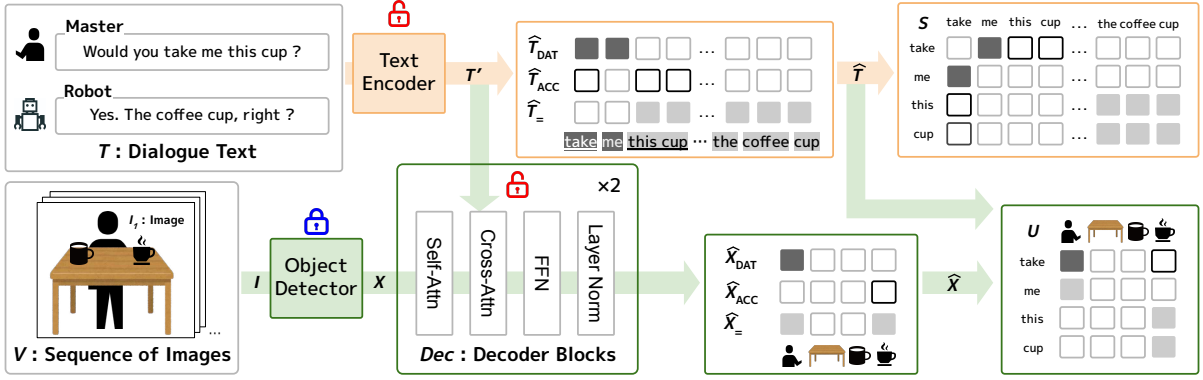 Master
Would you take me this cup ?
Robot
Yes. The coffee cup, right ?
T : Dialogue Text
Text
Encoder
T'
T̂DAT
T̂ACC
T̂=
...
...
...
take me this cup ... the coffee cup
T̂
S take me this cup ... the coffee cup
take ...
me ...
this ...
cup ...
I1 : Image
...
V : Sequence of Images
I
Object
Detector
X
×2
Self-Attn
Cross-Attn
FFN
Layer Norm
Dec : Decoder Blocks
X̂DAT
X̂ACC
X̂=
X̂
U
take
me
this
cup